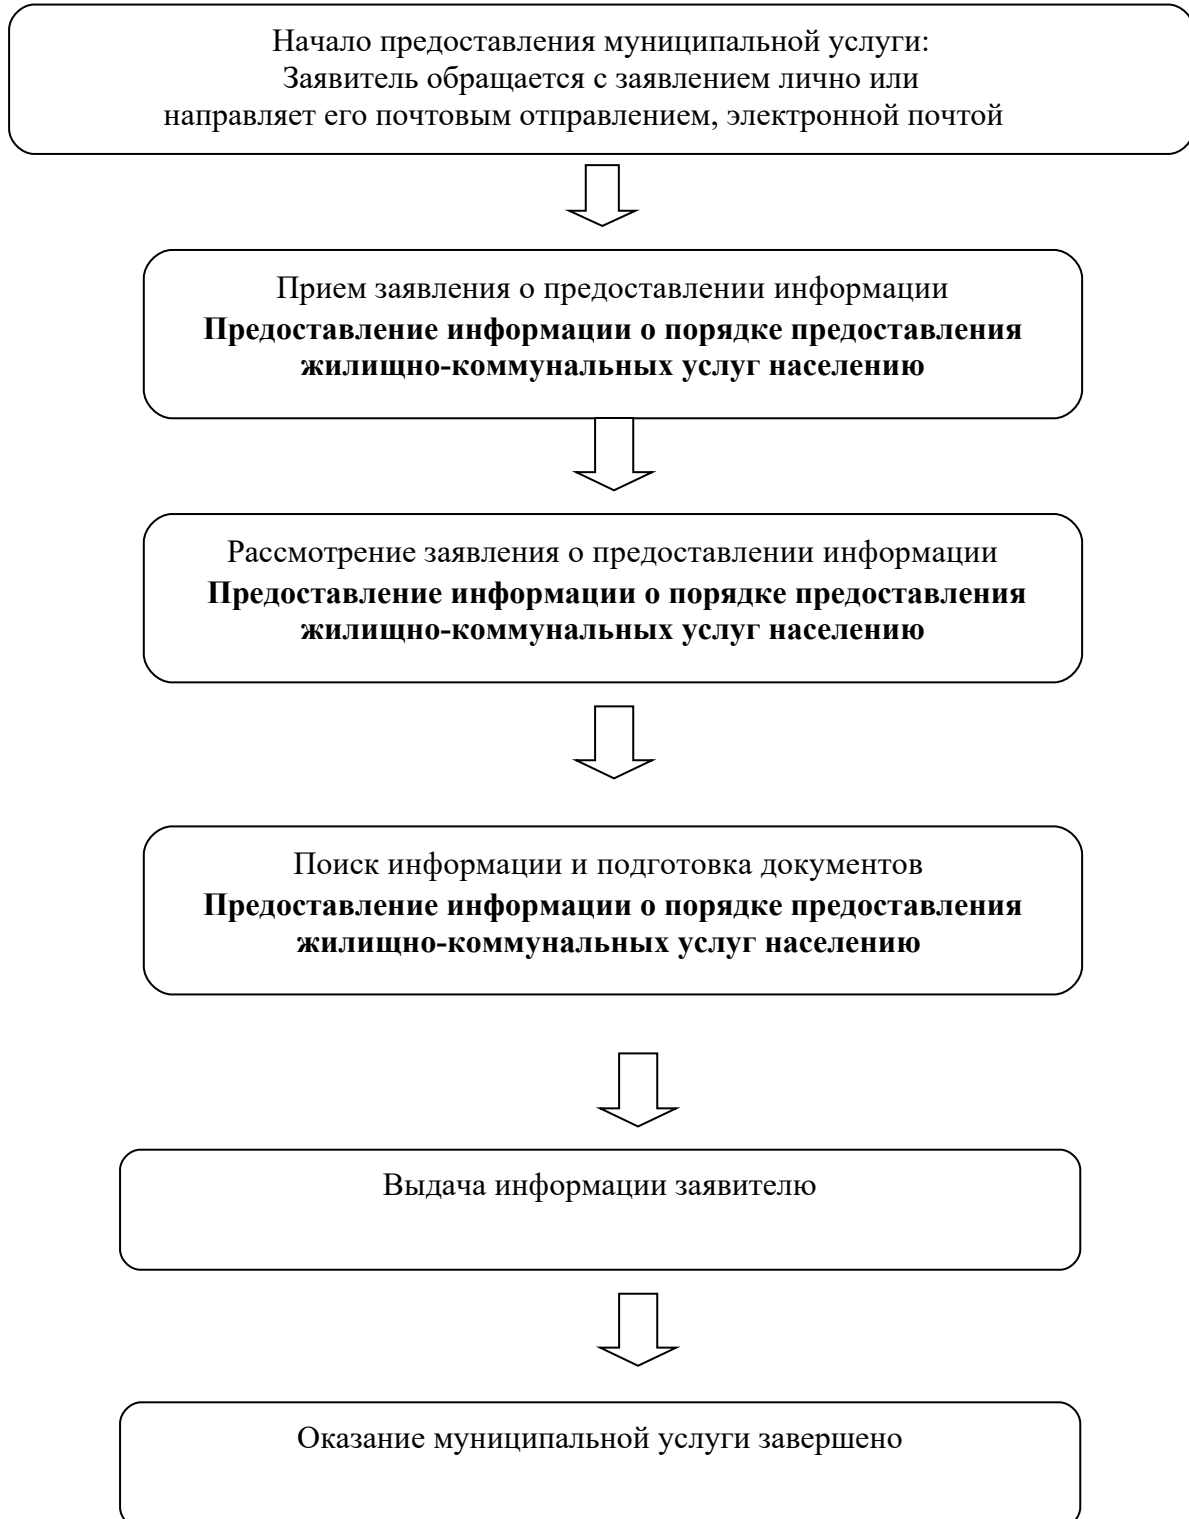 Начало предоставления муниципальной услуги:
Заявитель обращается с заявлением лично или
направляет его почтовым отправлением, электронной почтой
Прием заявления о предоставлении информации
Предоставление информации о порядке предоставления
жилищно-коммунальных услуг населению
Рассмотрение заявления о предоставлении информации
Предоставление информации о порядке предоставления
жилищно-коммунальных услуг населению
Поиск информации и подготовка документов
Предоставление информации о порядке предоставления
жилищно-коммунальных услуг населению
Выдача информации заявителю
Оказание муниципальной услуги завершено